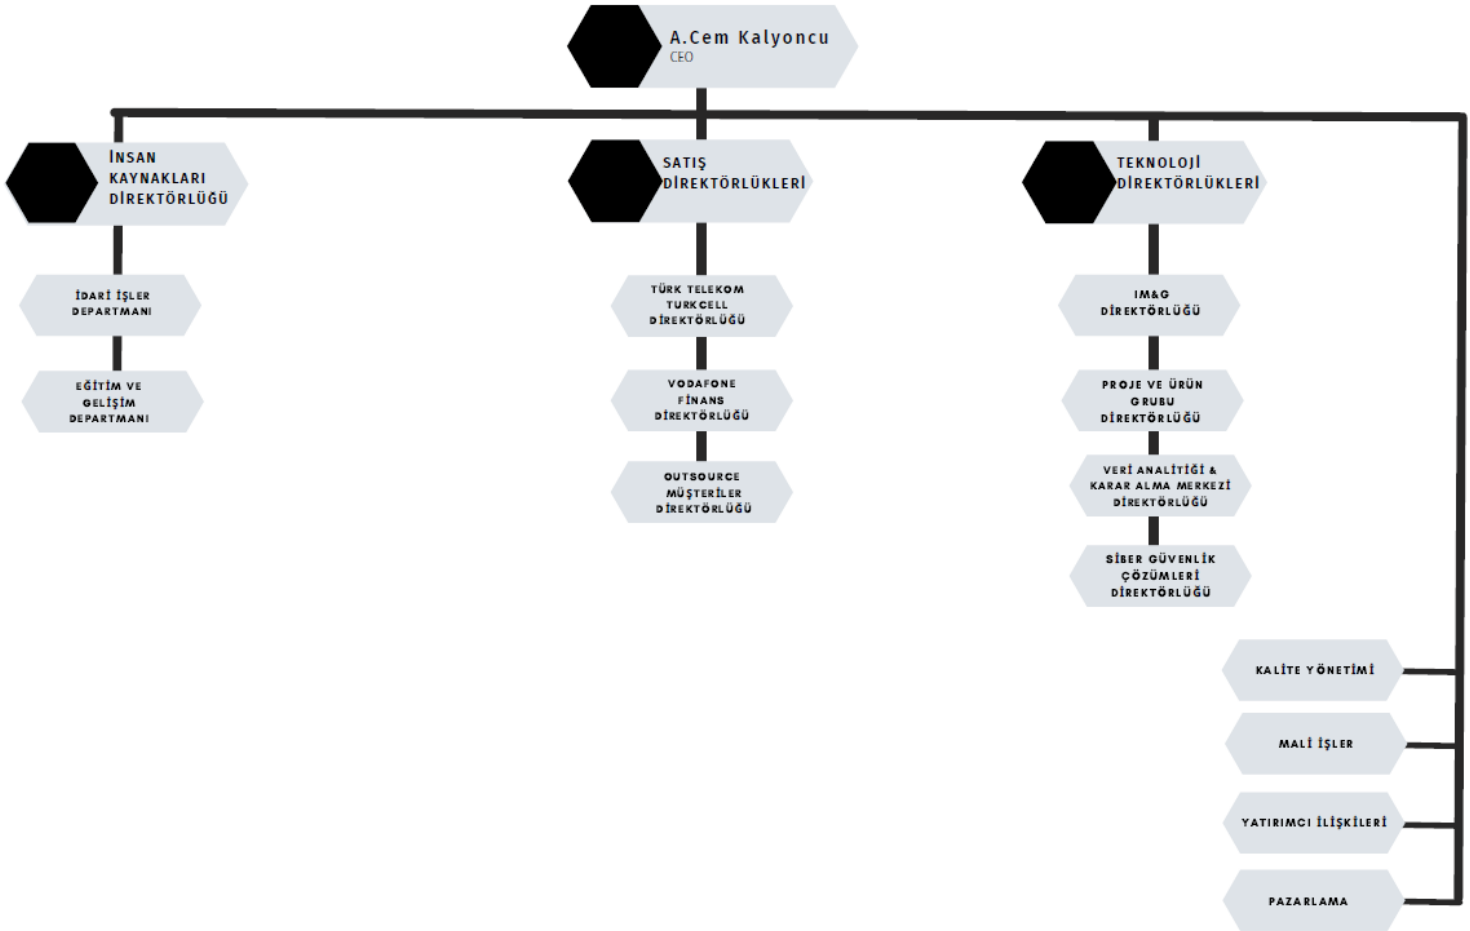 A.Cem Kalyoncu
CEO
İNSAN
KAYNAKLARI
DİREKTÖRLÜĞÜ
SATIŞ
DİREKTÖRLÜKLERİ
TEKNOLOJİ
DİREKTÖRLÜKLERİ
İDARİ İŞLER
DEPARTMANI
EĞİTİM VE
GELİŞİM
DEPARTMANI
TÜRK TELEKOM
TURKCELL
DİREKTÖRLÜĞÜ
VODAFONE
FİNANS
DİREKTÖRLÜĞÜ
OUTSOURCE
MÜŞTERİLER
DİREKTÖRLÜĞÜ
IM&G
DİREKTÖRLÜĞÜ
PROJE VE ÜRÜN
GRUBU
DİREKTÖRLÜĞÜ
VERİ ANALİTİĞİ &
KARAR ALMA MERKEZİ
DİREKTÖRLÜĞÜ
SİBER GÜVENLİK
ÇÖZÜMLERİ
DİREKTÖRLÜĞÜ
KALİTE YÖNETİMİ
MALİ İŞLER
YATIRIMCI İLİŞKİLERİ
PAZARLAMA